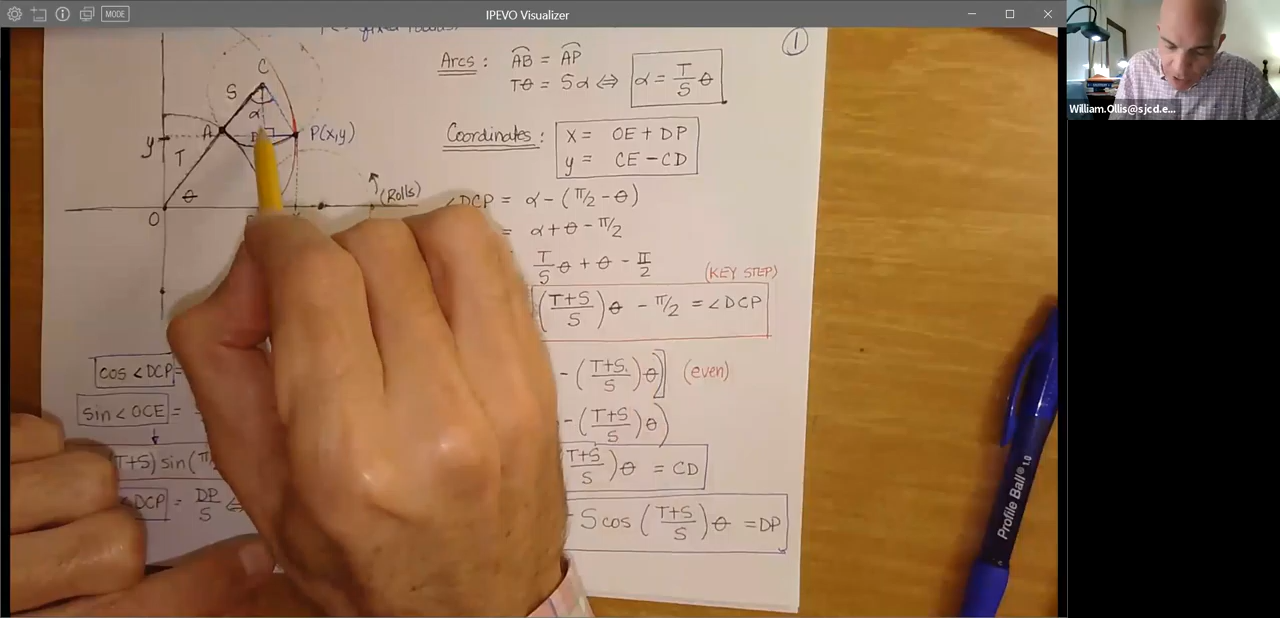 MODE
IPEVO Visualizer
William.Ollis@sjcd.e...
1
Arcs : AB = AP
Tθ = Sα ⇔ α = T/S θ
Coordinates : x = OE + DP
y = CE − CD
C
S
α
A
P(x,y)
y
T
θ
O
(Rolls)
∠DCP = α − (π/2 − θ)
= α + θ − π/2
T/S θ + θ − π/2
(KEY STEP)
(T+S/S) θ − π/2 = ∠DCP
− (T+S/S) θ] (even)
− (T+S/S) θ)
(T+S/S) θ = CD
− S cos (T+S/S) θ = DP
cos ∠DCP =
sin ∠OCE =
T+S) sin(π/
DCP = DP/S ⇔
Profile Ball® 1.0